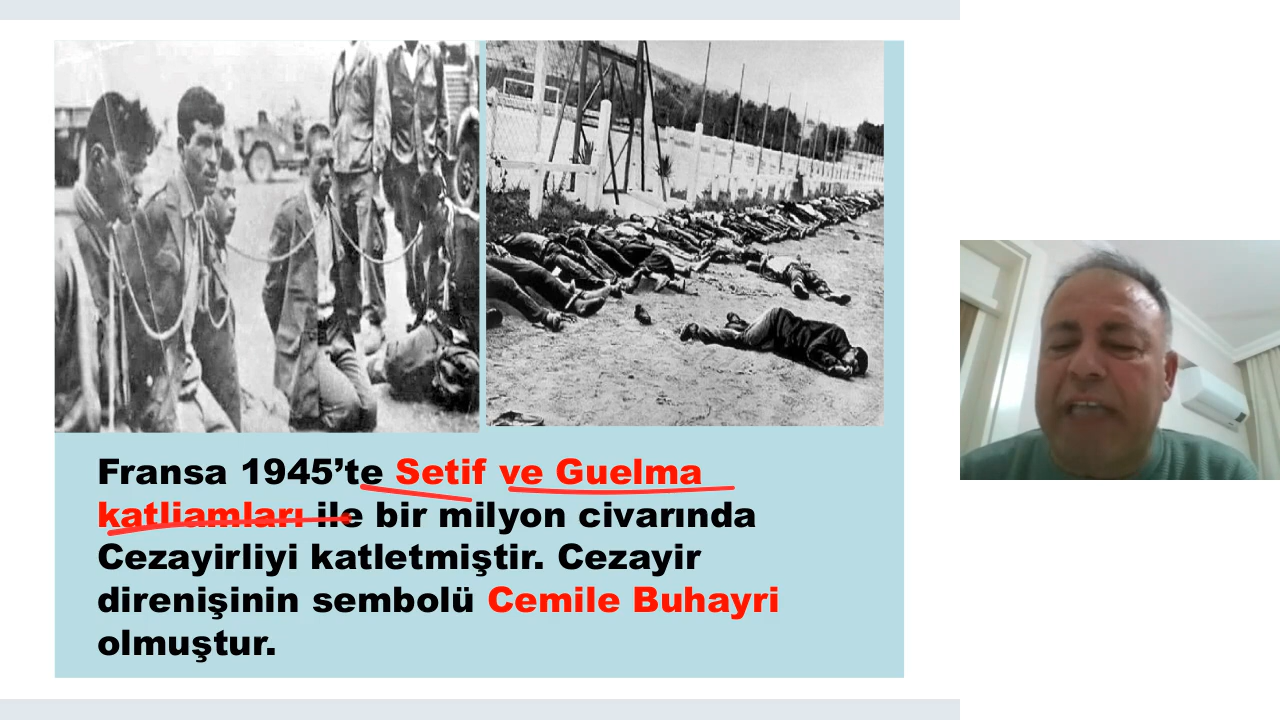 Fransa 1945’te Setif ve Guelma
katliamları ile bir milyon civarında
Cezayirliyi katletmiştir. Cezayir
direnişinin sembolü Cemile Buhayri
olmuştur.